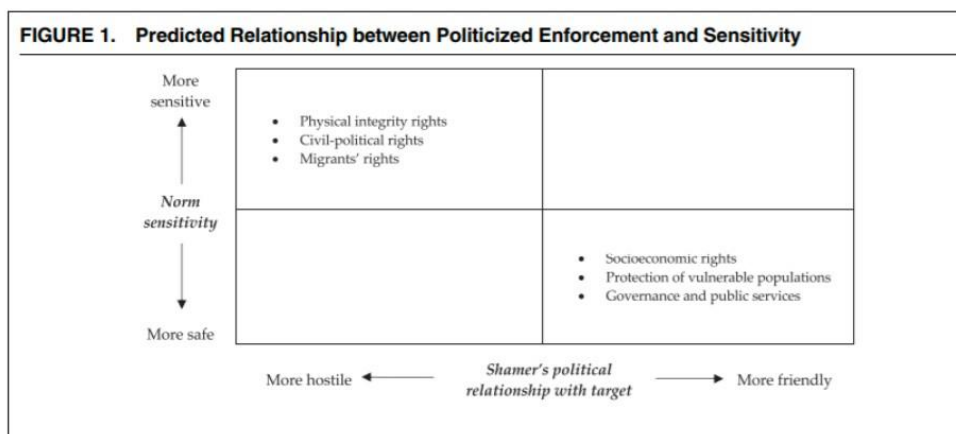 FIGURE 1. Predicted Relationship between Politicized Enforcement and Sensitivity
More
sensitive
Norm
sensitivity
More safe
• Physical integrity rights
• Civil-political rights
• Migrants' rights
• Socioeconomic rights
• Protection of vulnerable populations
• Governance and public services
More hostile
Shamer's political
relationship with target
More friendly